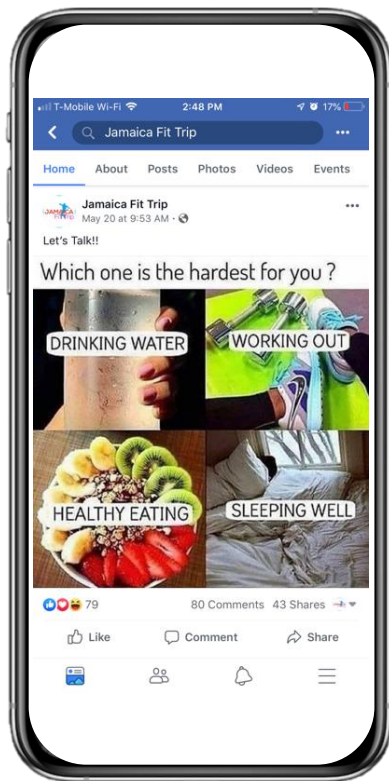 T-Mobile Wi-Fi 2:48 PM 17%
Jamaica Fit Trip
Home About Posts Photos Videos Events
Jamaica Fit Trip
May 20 at 9:53 AM ·
Let's Talk!!
Which one is the hardest for you ?
DRINKING WATER
WORKING OUT
HEALTHY EATING
SLEEPING WELL
79 80 Comments 43 Shares
Like Comment Share